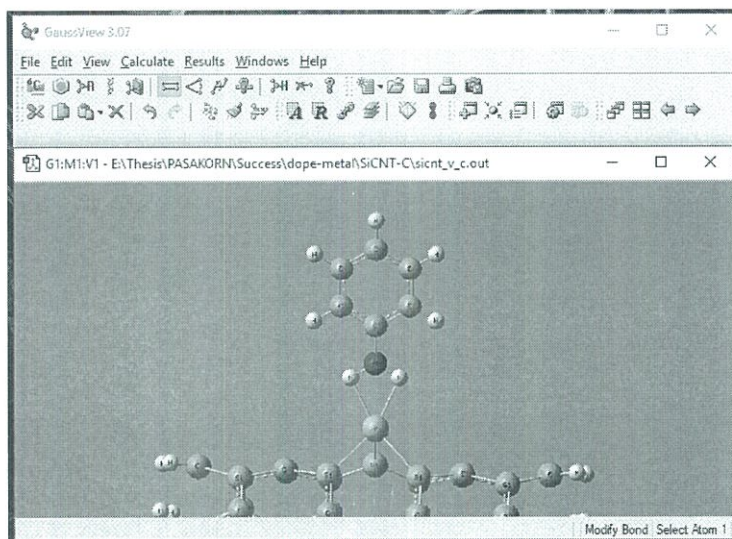 GaussView 3.07
File Edit View Calculate Results Windows Help
G1:M1:V1 - E:\Thesis\PASAKORN\Success\dope-metal\SiCNT-C\sicnt_v_c.out
Modify Bond Select Atom 1